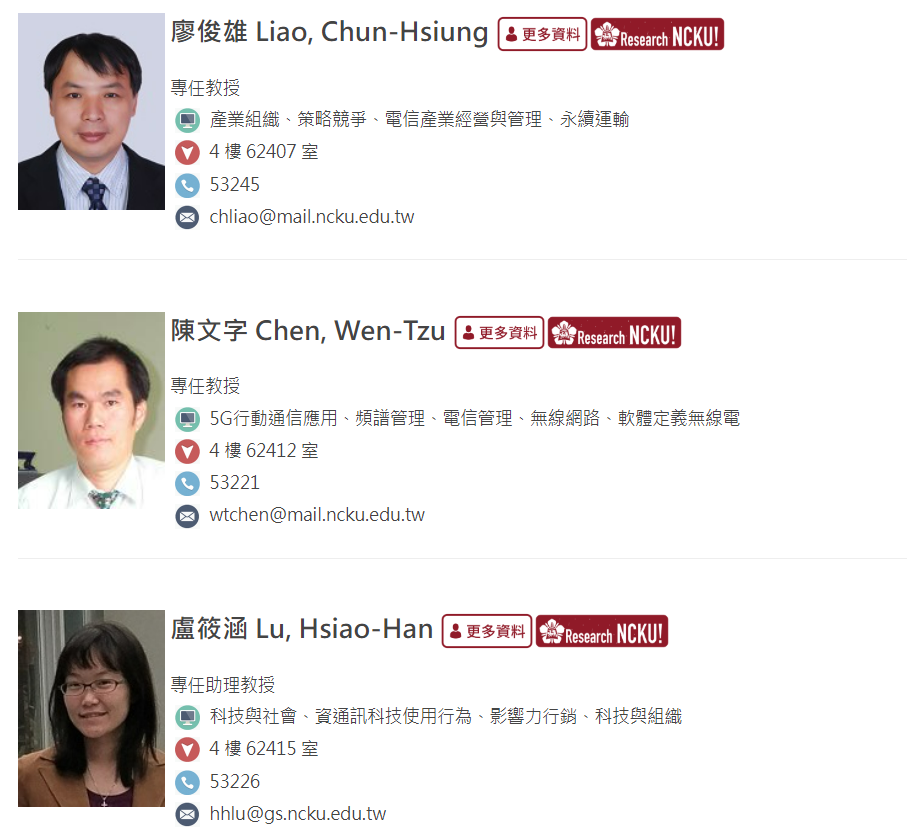 廖俊雄 Liao, Chun-Hsiung 更多資料 Research NCKU!
專任教授
產業組織、策略競爭、電信產業經營與管理、永續運輸
4 樓 62407 室
53245
chliao@mail.ncku.edu.tw
陳文字 Chen, Wen-Tzu 更多資料 Research NCKU!
專任教授
5G行動通信應用、頻譜管理、電信管理、無線網路、軟體定義無線電
4 樓 62412 室
53221
wtchen@mail.ncku.edu.tw
盧筱涵 Lu, Hsiao-Han 更多資料 Research NCKU!
專任助理教授
科技與社會、資通訊科技使用行為、影響力行銷、科技與組織
4 樓 62415 室
53226
hhlu@gs.ncku.edu.tw